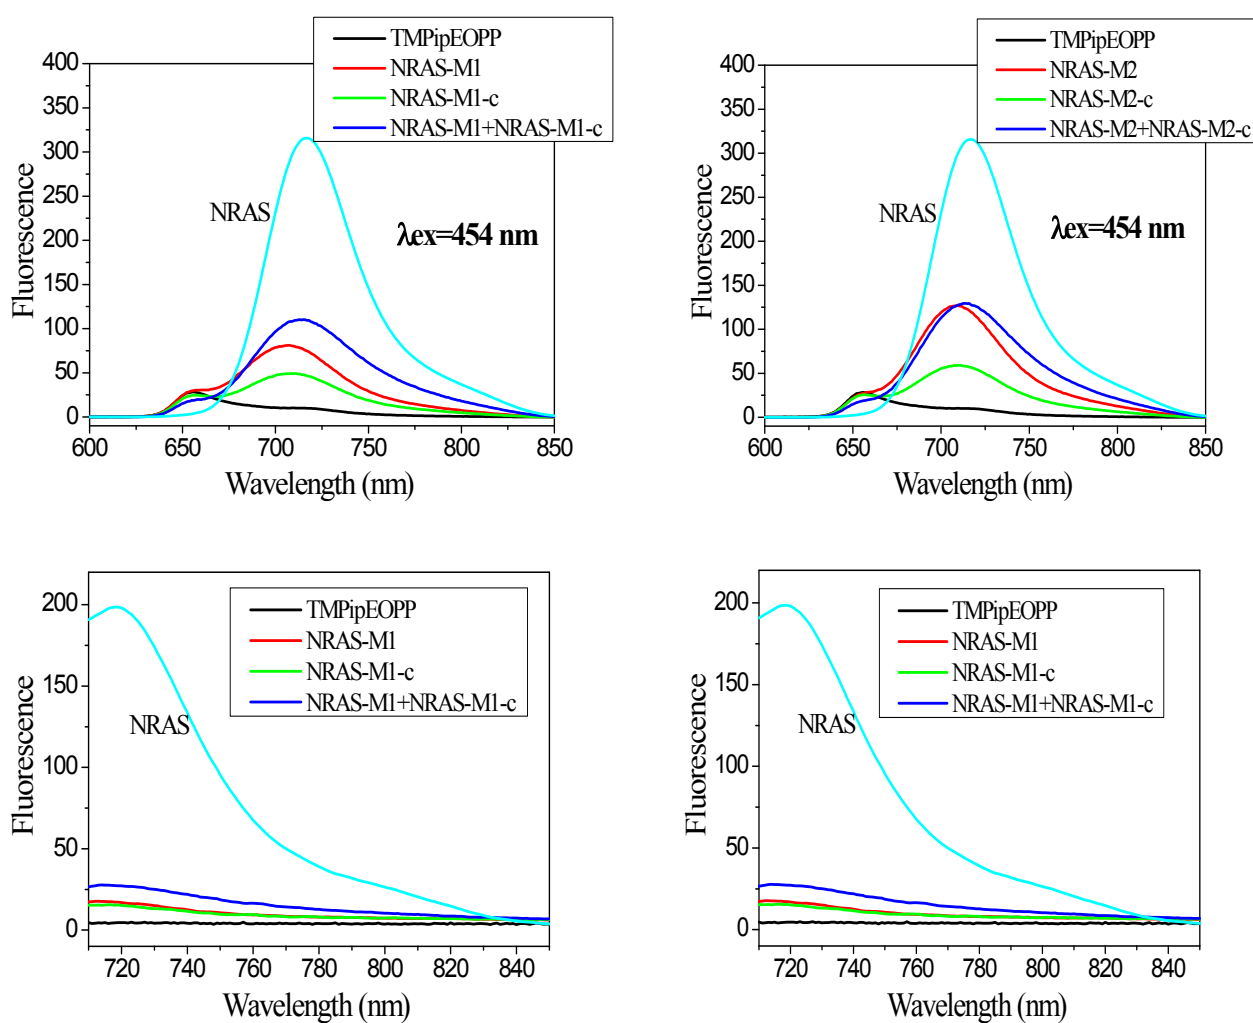 TMPipEOPP
NRAS-M1
NRAS-M1-c
NRAS-M1+NRAS-M1-c
400
350
300
250
200
150
100
50
0
Fluorescence
NRAS
λex=454 nm
600 650 700 750 800 850
Wavelength (nm)
TMPipEOPP
NRAS-M2
NRAS-M2-c
NRAS-M2+NRAS-M2-c
400
350
300
250
200
150
100
50
0
Fluorescence
NRAS
λex=454 nm
600 650 700 750 800 850
Wavelength (nm)
TMPipEOPP
NRAS-M1
NRAS-M1-c
NRAS-M1+NRAS-M1-c
200
150
100
50
0
Fluorescence
NRAS
720 740 760 780 800 820 840
Wavelength (nm)
TMPipEOPP
NRAS-M1
NRAS-M1-c
NRAS-M1+NRAS-M1-c
200
150
100
50
0
Fluorescence
NRAS
720 740 760 780 800 820 840
Wavelength (nm)